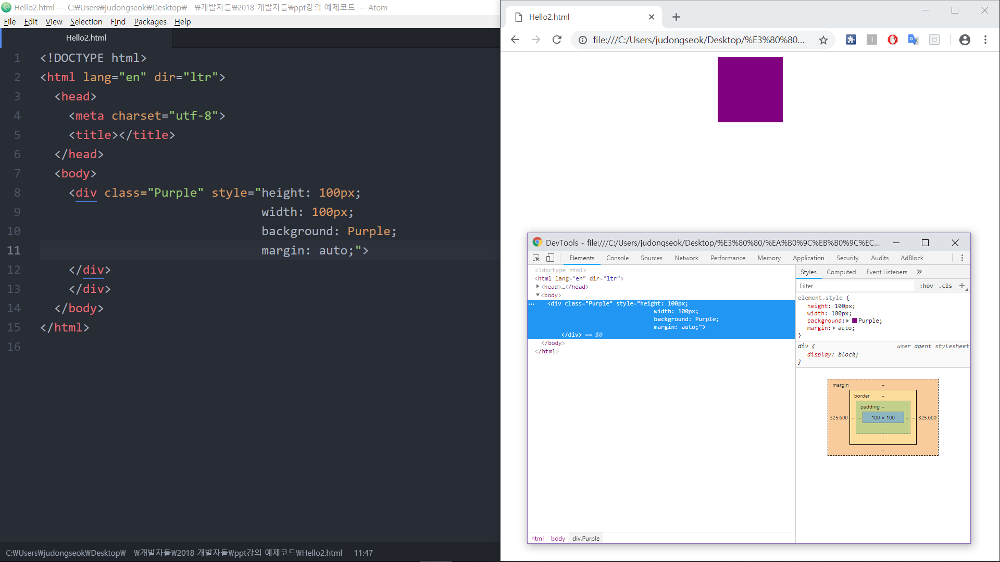 Hello2.html — C:₩Users₩judongseok₩Desktop₩　₩개발자들₩2018 개발자들₩ppt강의 예제코드 — Atom
File Edit View Selection Find Packages Help
Hello2.html
1 <!DOCTYPE html>
2 <html lang="en" dir="ltr">
3 <head>
4 <meta charset="utf-8">
5 <title></title>
6 </head>
7 <body>
8 <div class="Purple" style="height: 100px;
9 width: 100px;
10 background: Purple;
11 margin: auto;">
12 </div>
13 </div>
14 </body>
15 </html>
16
C:₩Users₩judongseok₩Desktop₩　₩개발자들₩2018 개발자들₩ppt강의 예제코드₩Hello2.html 11:47
Hello2.html
file:///C:/Users/judongseok/Desktop/%E3%80%80...
DevTools - file:///C:/Users/judongseok/Desktop/%E3%80%80/%EA%B0%9C%EB%B0%9C%EC...
Elements Console Sources Network Performance Memory Application Security Audits AdBlock
<!doctype html>
<html lang="en" dir="ltr">
<head>…</head>
<body>
<div class="Purple" style="height: 100px;
width: 100px;
background: Purple;
margin: auto;">
</div> == $0
</body>
</html>
html body div.Purple
Styles Computed Event Listeners »
Filter :hov .cls +
element.style {
height: 100px;
width: 100px;
background: Purple;
margin: auto;
}
div { user agent stylesheet
display: block;
}
margin –
border –
padding –
325.600 – – 100 × 100 – – 325.600
–
–
–